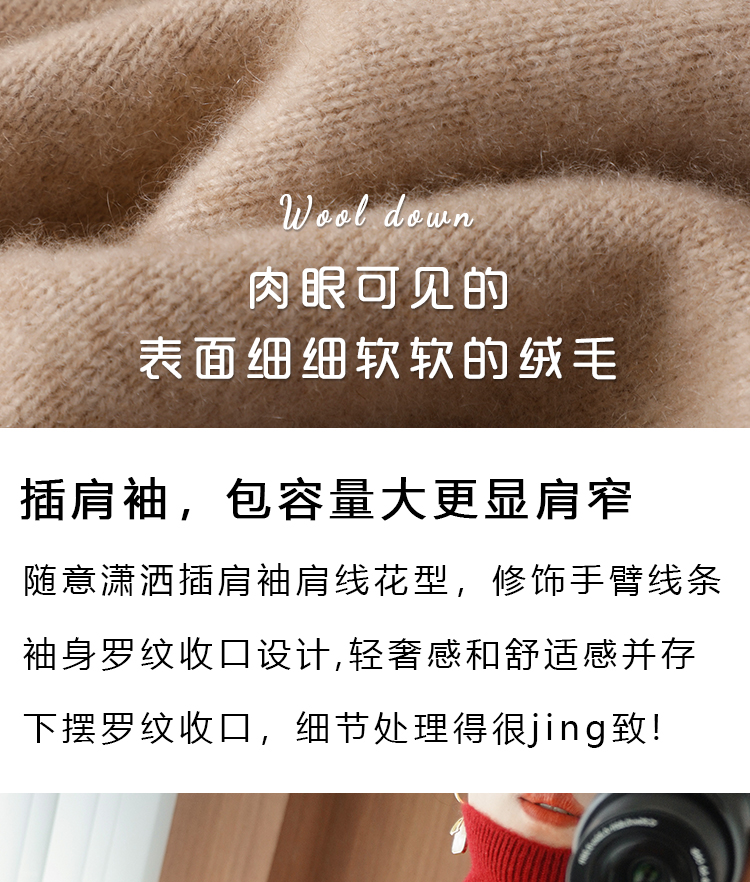 Wool down
肉眼可见的
表面细细软软的绒毛
插肩袖，包容量大更显肩窄
随意潇洒插肩袖肩线花型，修饰手臂线条
袖身罗纹收口设计,轻奢感和舒适感并存
下摆罗纹收口，细节处理得很jing致!